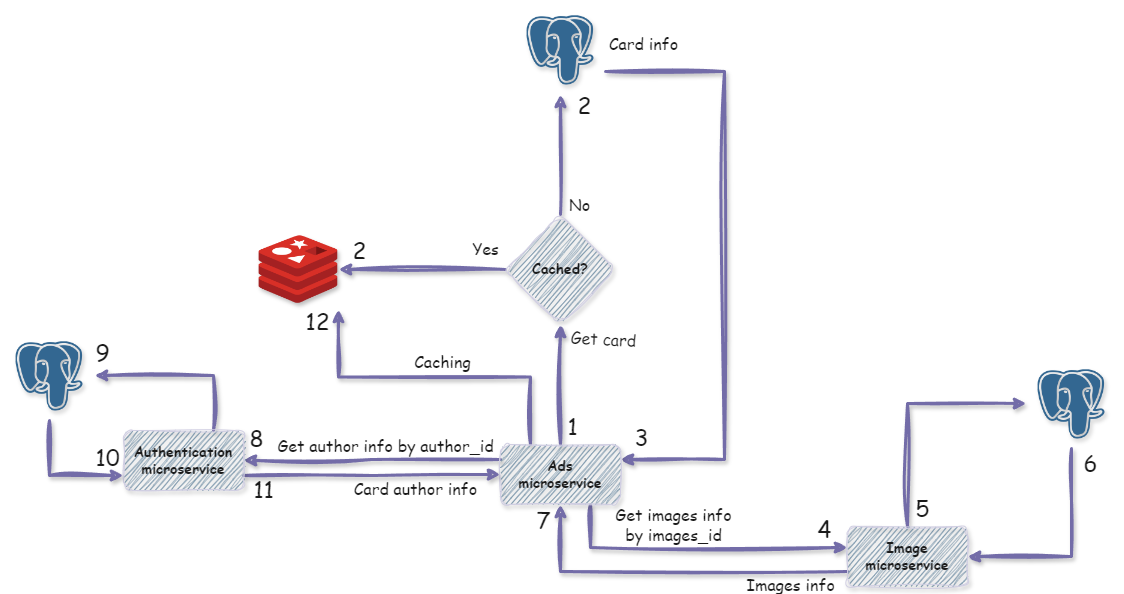 Card info
2
No
Yes
2
Cached?
12
Get card
Caching
9
1
8
Get author info by author_id
3
Authentication
microservice
10
11
Card author info
Ads
microservice
6
7
Get images info
by images_id
4
5
Image
microservice
Images info